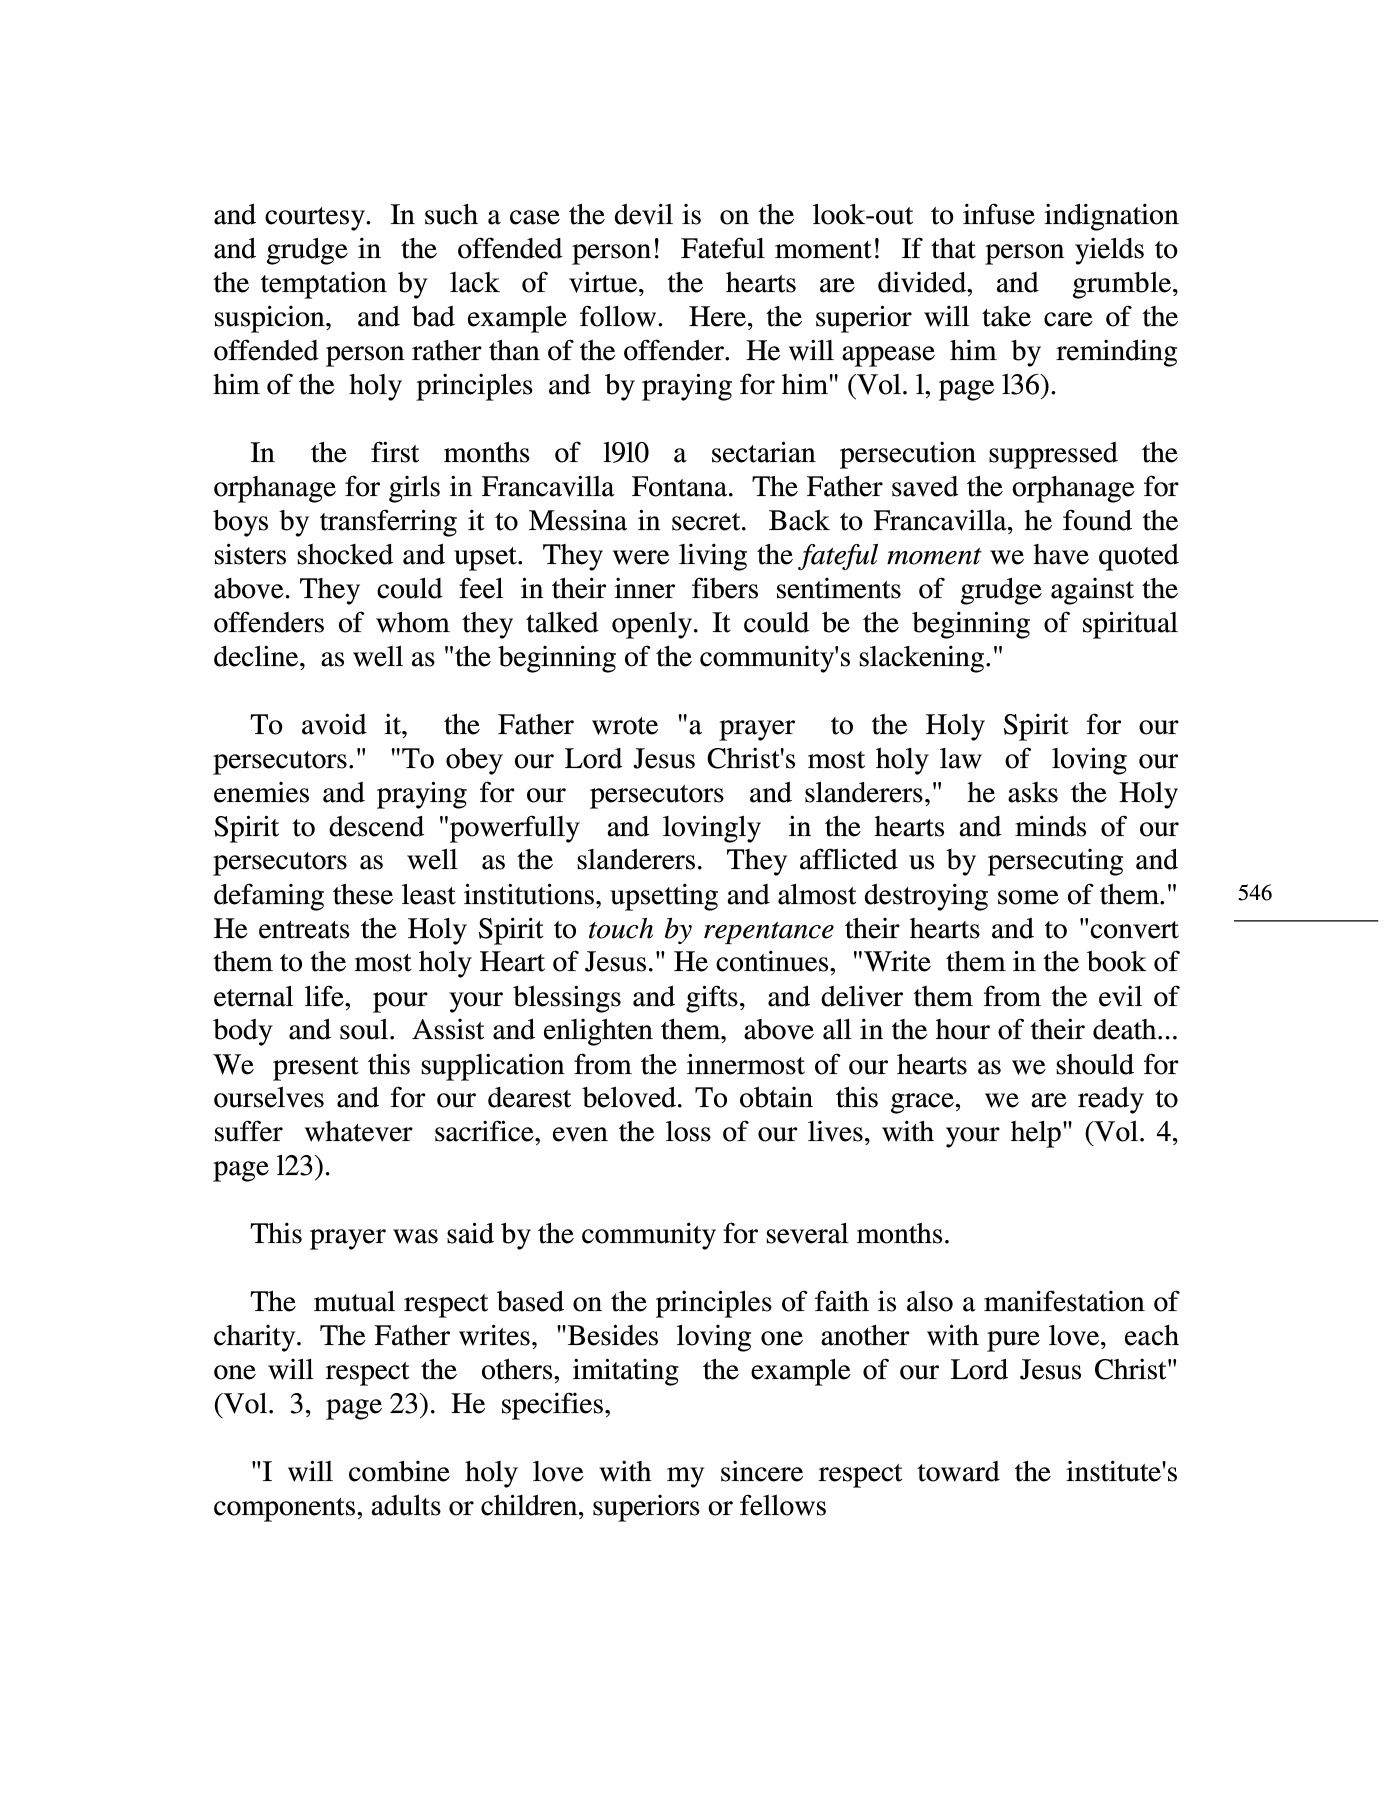 and courtesy. In such a case the devil is on the look-out to infuse indignation
and grudge in the offended person! Fateful moment! If that person yields to
the temptation by lack of virtue, the hearts are divided, and grumble,
suspicion, and bad example follow. Here, the superior will take care of the
offended person rather than of the offender. He will appease him by reminding
him of the holy principles and by praying for him" (Vol. l, page l36).
In the first months of l9l0 a sectarian persecution suppressed the
orphanage for girls in Francavilla Fontana. The Father saved the orphanage for
boys by transferring it to Messina in secret. Back to Francavilla, he found the
sisters shocked and upset. They were living the fateful moment we have quoted
above. They could feel in their inner fibers sentiments of grudge against the
offenders of whom they talked openly. It could be the beginning of spiritual
decline, as well as "the beginning of the community's slackening."
To avoid it, the Father wrote "a prayer to the Holy Spirit for our
persecutors." "To obey our Lord Jesus Christ's most holy law of loving our
enemies and praying for our persecutors and slanderers," he asks the Holy
Spirit to descend "powerfully and lovingly in the hearts and minds of our
persecutors as well as the slanderers. They afflicted us by persecuting and
defaming these least institutions, upsetting and almost destroying some of them."
He entreats the Holy Spirit to touch by repentance their hearts and to "convert
them to the most holy Heart of Jesus." He continues, "Write them in the book of
eternal life, pour your blessings and gifts, and deliver them from the evil of
body and soul. Assist and enlighten them, above all in the hour of their death...
We present this supplication from the innermost of our hearts as we should for
ourselves and for our dearest beloved. To obtain this grace, we are ready to
suffer whatever sacrifice, even the loss of our lives, with your help" (Vol. 4,
page l23).
This prayer was said by the community for several months.
The mutual respect based on the principles of faith is also a manifestation of
charity. The Father writes, "Besides loving one another with pure love, each
one will respect the others, imitating the example of our Lord Jesus Christ"
(Vol. 3, page 23). He specifies,
"I will combine holy love with my sincere respect toward the institute's
components, adults or children, superiors or fellows
546